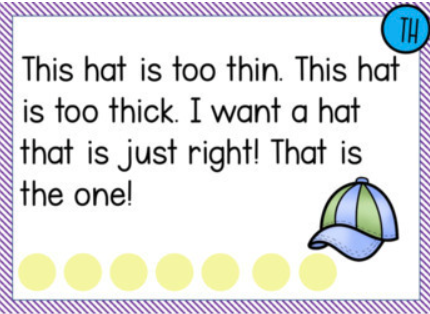 TH
This hat is too thin. This hat
is too thick. I want a hat
that is just right! That is
the one!